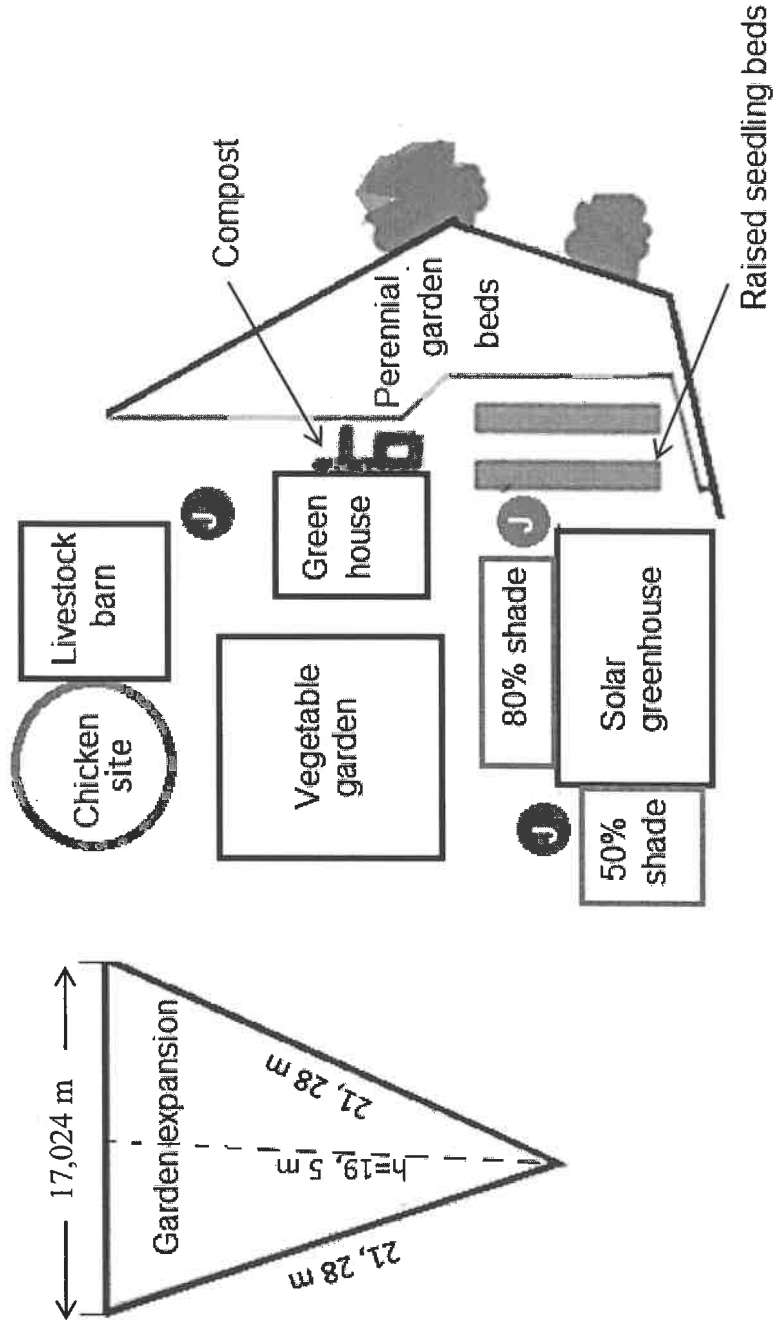 17,024 m
Garden expansion
21, 28 m
h=19, 5 m
21, 28 m
Chicken
site
Livestock
barn
J
Vegetable
garden
Green
house
Compost
Perennial
garden
beds
J
50%
shade
80% shade
J
Solar
greenhouse
Raised seedling beds